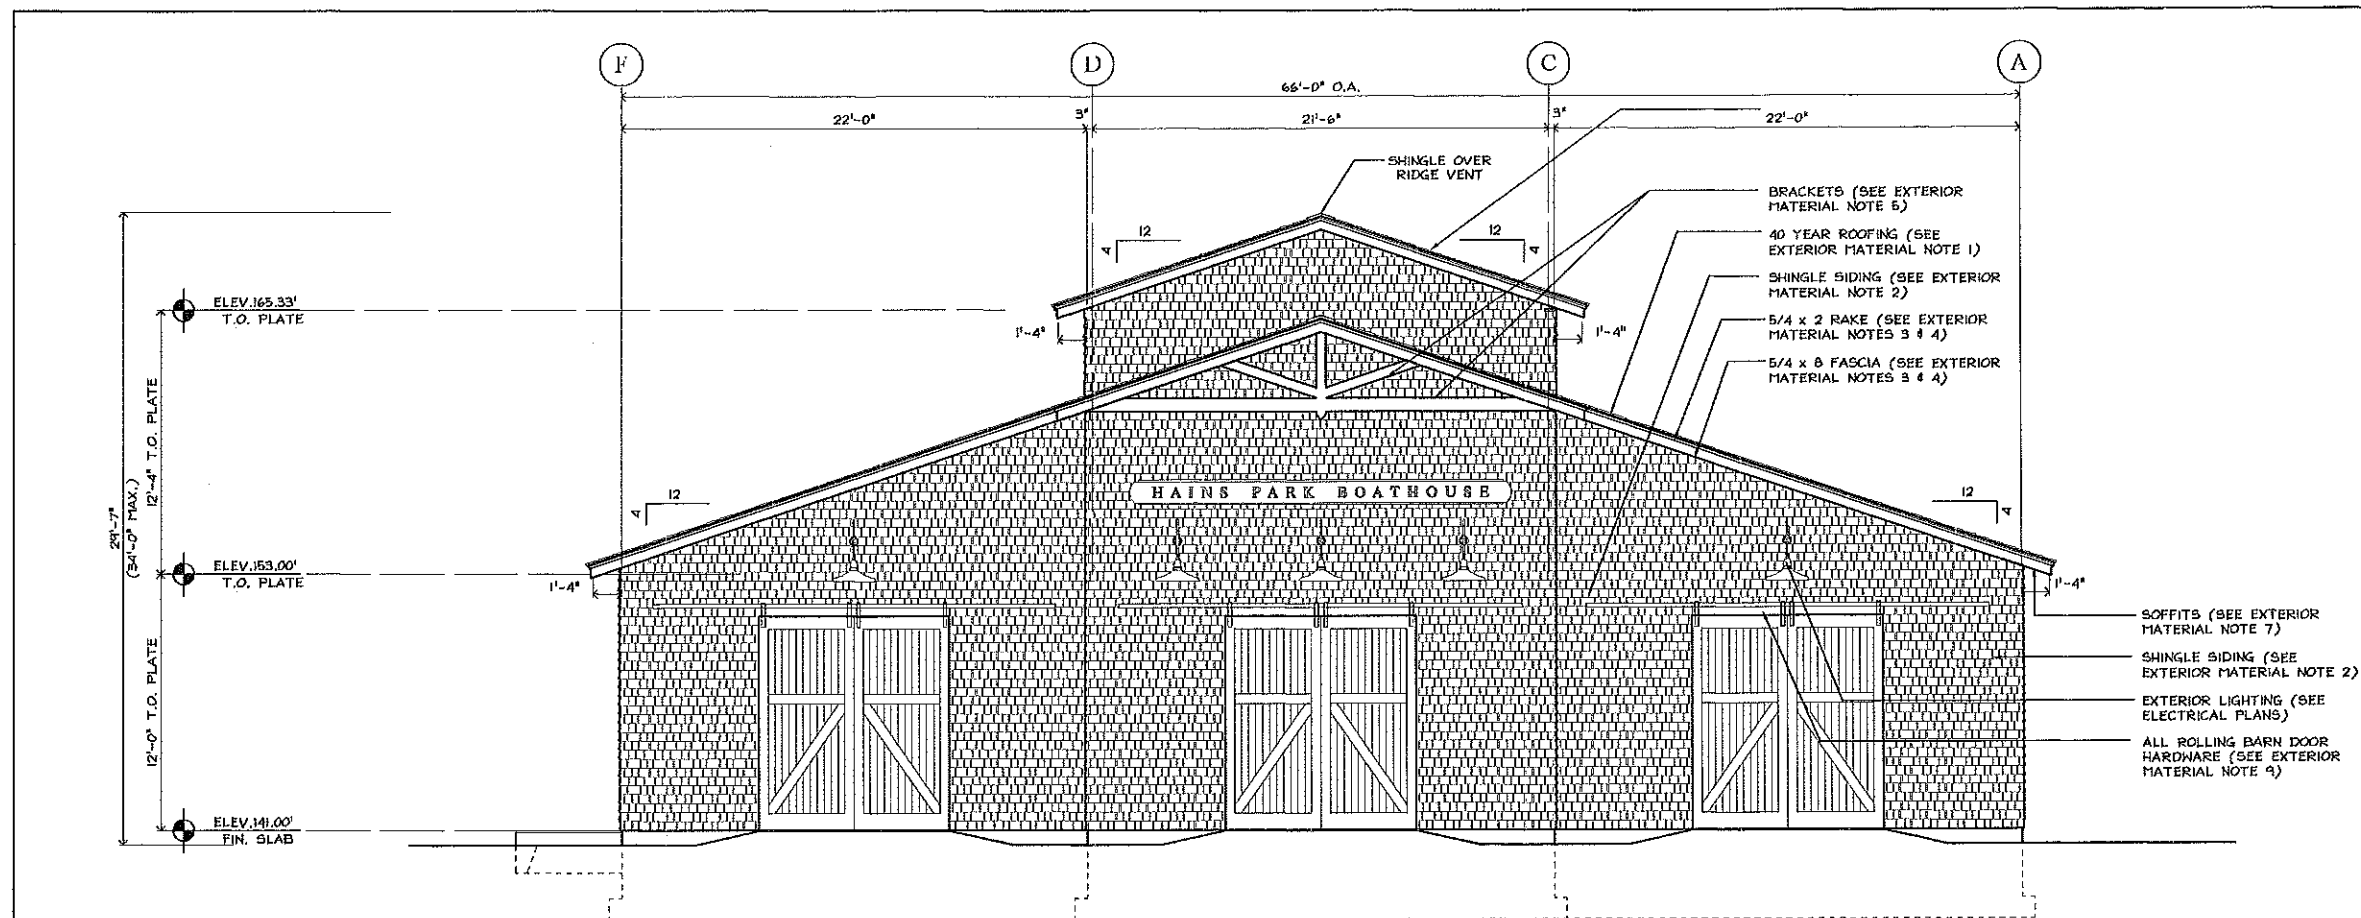 F
D
C
A
66'-0" O.A.
22'-0"
3"
21'-6"
3"
22'-0"
SHINGLE OVER
RIDGE VENT
BRACKETS (SEE EXTERIOR
MATERIAL NOTE 5)
40 YEAR ROOFING (SEE
EXTERIOR MATERIAL NOTE 1)
SHINGLE SIDING (SEE EXTERIOR
MATERIAL NOTE 2)
5/4 x 2 RAKE (SEE EXTERIOR
MATERIAL NOTES 3 & 4)
5/4 x 8 FASCIA (SEE EXTERIOR
MATERIAL NOTES 3 & 4)
12
4
12
4
ELEV.165.33'
T.O. PLATE
1'-4"
1'-4"
29'-7"
(34'-0" MAX.)
12'-4" T.O. PLATE
HAINS PARK BOATHOUSE
12
4
12
4
ELEV.153.00'
T.O. PLATE
1'-4"
1'-4"
SOFFITS (SEE EXTERIOR
MATERIAL NOTE 7)
SHINGLE SIDING (SEE
EXTERIOR MATERIAL NOTE 2)
EXTERIOR LIGHTING (SEE
ELECTRICAL PLANS)
ALL ROLLING BARN DOOR
HARDWARE (SEE EXTERIOR
MATERIAL NOTE 9)
12'-0" T.O. PLATE
ELEV.141.00'
FIN. SLAB